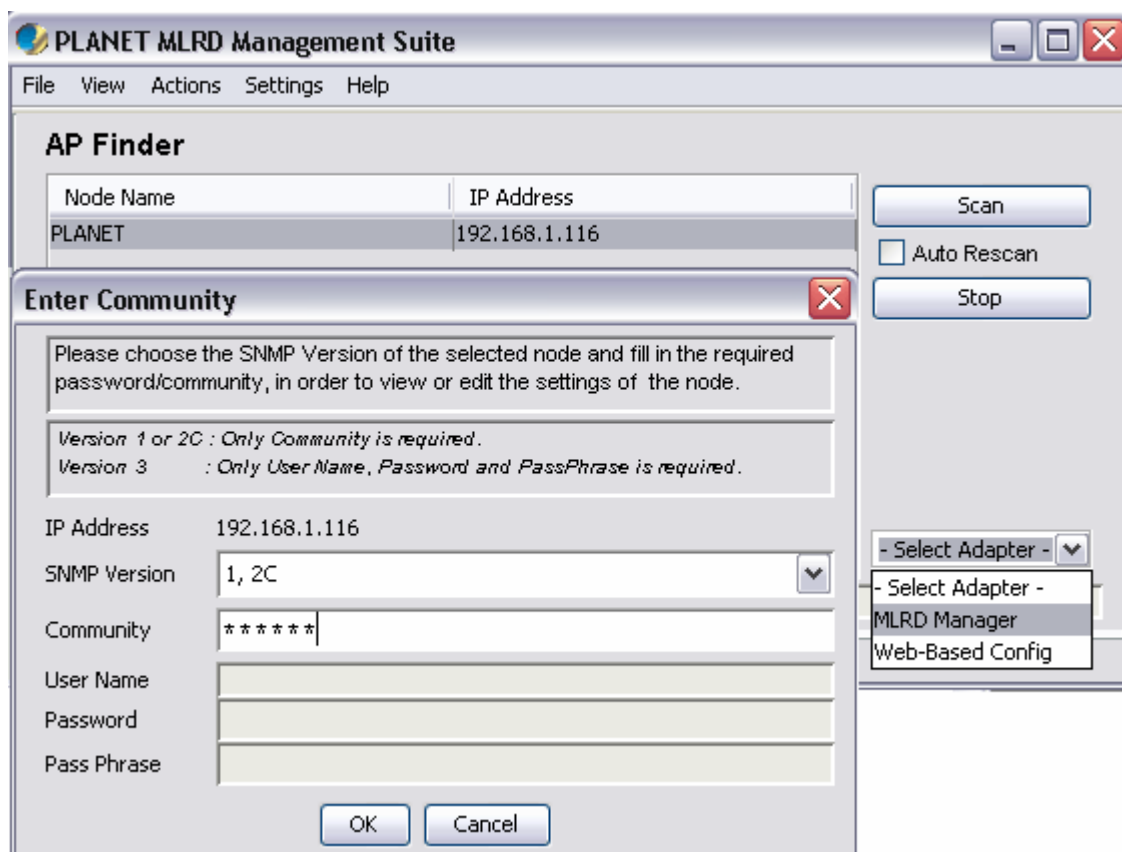 PLANET MLRD Management Suite
File View Actions Settings Help
AP Finder
Node Name IP Address
PLANET 192.168.1.116
Scan
Auto Rescan
Stop
Enter Community
Please choose the SNMP Version of the selected node and fill in the required
password/community, in order to view or edit the settings of the node.
Version 1 or 2C : Only Community is required.
Version 3 : Only User Name, Password and PassPhrase is required.
IP Address 192.168.1.116
SNMP Version 1, 2C
Community ******
User Name
Password
Pass Phrase
OK Cancel
- Select Adapter -
- Select Adapter -
MLRD Manager
Web-Based Config